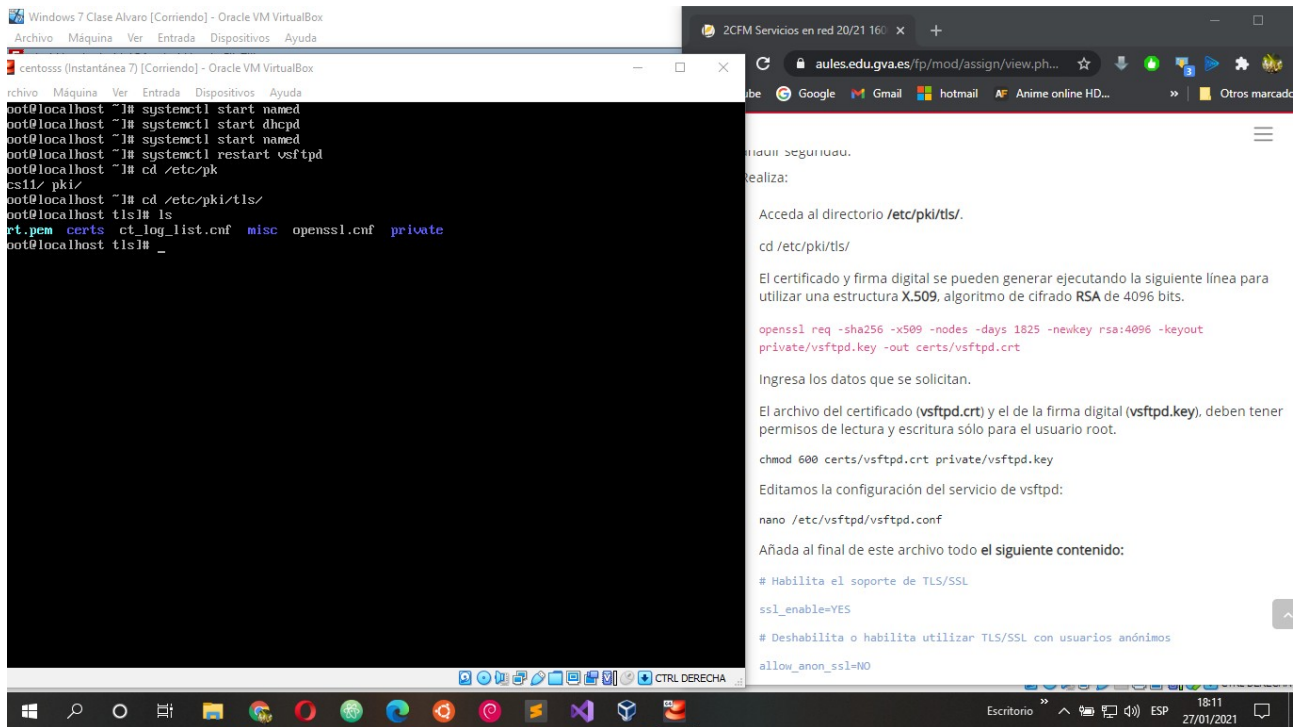 Windows 7 Clase Alvaro [Corriendo] - Oracle VM VirtualBox
Archivo Máquina Ver Entrada Dispositivos Ayuda
centosss (Instantánea 7) [Corriendo] - Oracle VM VirtualBox
rchivo Máquina Ver Entrada Dispositivos Ayuda
oot@localhost ~]# systemctl start named
oot@localhost ~]# systemctl start dhcpd
oot@localhost ~]# systemctl start named
oot@localhost ~]# systemctl restart vsftpd
oot@localhost ~]# cd /etc/pk
cs11/ pki/
oot@localhost ~]# cd /etc/pki/tls/
oot@localhost tls]# ls
rt.pem certs ct_log_list.cnf misc openssl.cnf private
oot@localhost tls]# _
CTRL DERECHA
2CFM Servicios en red 20/21 160
aules.edu.gva.es/fp/mod/assign/view.ph...
3
ube Google Gmail hotmail AF Anime online HD... » Otros marcado
seguridad.
Realiza:
Acceda al directorio /etc/pki/tls/.
cd /etc/pki/tls/
El certificado y firma digital se pueden generar ejecutando la siguiente línea para
utilizar una estructura X.509, algoritmo de cifrado RSA de 4096 bits.
openssl req -sha256 -x509 -nodes -days 1825 -newkey rsa:4096 -keyout
private/vsftpd.key -out certs/vsftpd.crt
Ingresa los datos que se solicitan.
El archivo del certificado (vsftpd.crt) y el de la firma digital (vsftpd.key), deben tener
permisos de lectura y escritura sólo para el usuario root.
chmod 600 certs/vsftpd.crt private/vsftpd.key
Editamos la configuración del servicio de vsftpd:
nano /etc/vsftpd/vsftpd.conf
Añada al final de este archivo todo el siguiente contenido:
# Habilita el soporte de TLS/SSL
ssl_enable=YES
# Deshabilita o habilita utilizar TLS/SSL con usuarios anónimos
allow_anon_ssl=NO
Escritorio » ESP 18:11
27/01/2021